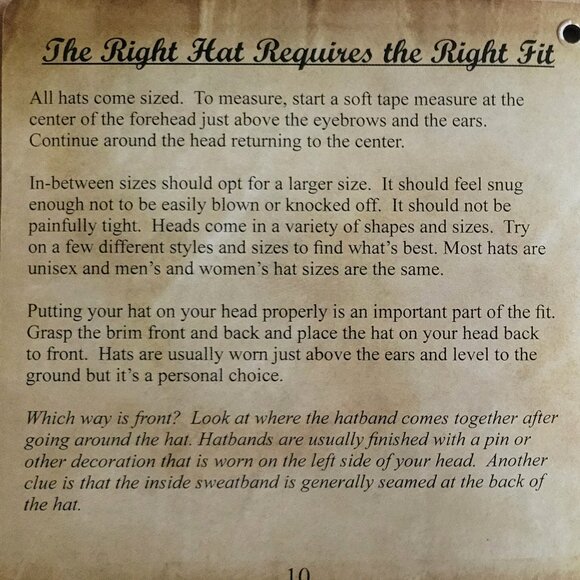 The Right Hat Requires the Right Fit
All hats come sized. To measure, start a soft tape measure at the
center of the forehead just above the eyebrows and the ears.
Continue around the head returning to the center.
In-between sizes should opt for a larger size. It should feel snug
enough not to be easily blown or knocked off. It should not be
painfully tight. Heads come in a variety of shapes and sizes. Try
on a few different styles and sizes to find what's best. Most hats are
unisex and men's and women's hat sizes are the same.
Putting your hat on your head properly is an important part of the fit.
Grasp the brim front and back and place the hat on your head back
to front. Hats are usually worn just above the ears and level to the
ground but it's a personal choice.
Which way is front? Look at where the hatband comes together after
going around the hat. Hatbands are usually finished with a pin or
other decoration that is worn on the left side of your head. Another
clue is that the inside sweatband is generally seamed at the back of
the hat.
10